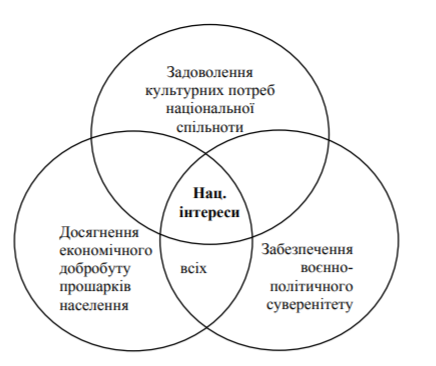 Задоволення
культурних потреб
національної
спільноти
Нац.
інтереси
Досягнення
економічного
добробуту всіх
прошарків
населення
Забезпечення
воєнно-
політичного
суверенітету